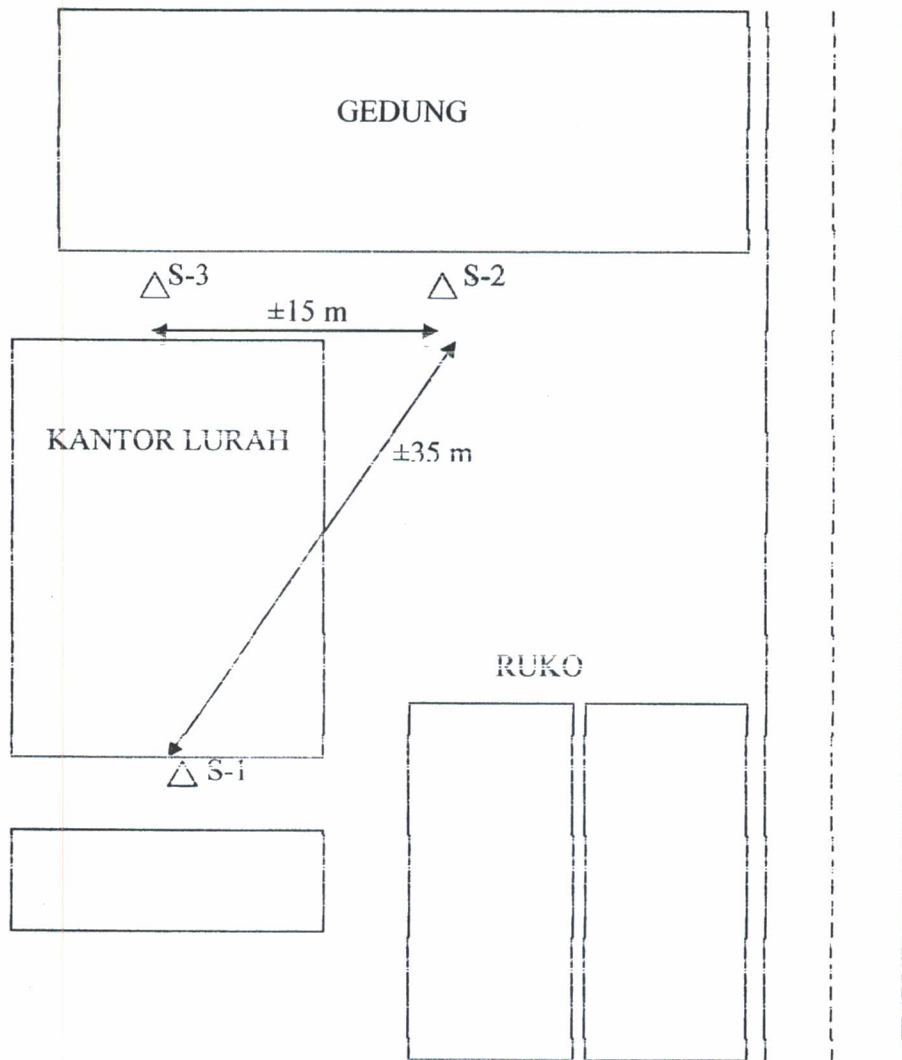 GEDUNG
S-3
S-2
±15 m
KANTOR LURAH
±35 m
RUKO
S-1